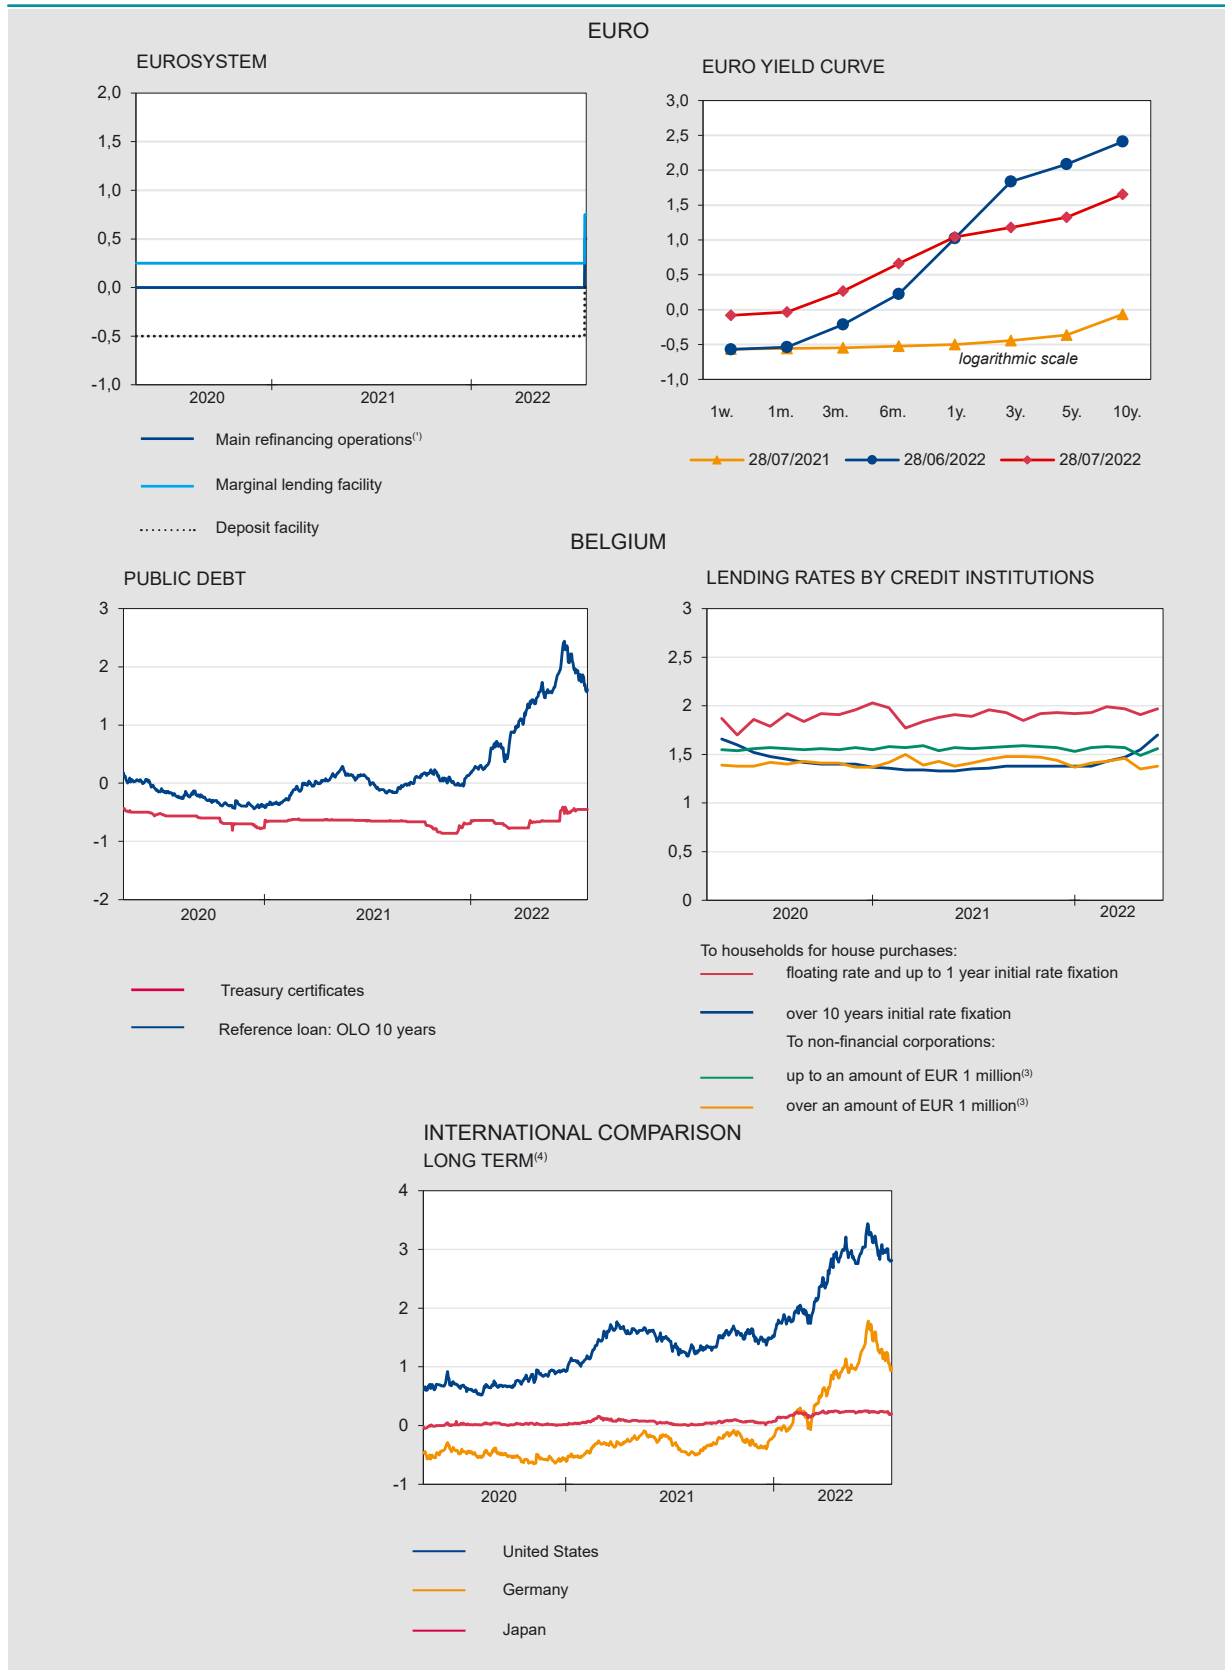 EURO
EUROSYSTEM
2,0
1,5
1,0
0,5
0,0
-0,5
-1,0
2020 2021 2022
Main refinancing operations(¹)
Marginal lending facility
Deposit facility
EURO YIELD CURVE
3,0
2,5
2,0
1,5
1,0
0,5
0,0
-0,5
-1,0
logarithmic scale
1w. 1m. 3m. 6m. 1y. 3y. 5y. 10y.
28/07/2021 28/06/2022 28/07/2022
BELGIUM
PUBLIC DEBT
3
2
1
0
-1
-2
2020 2021 2022
Treasury certificates
Reference loan: OLO 10 years
LENDING RATES BY CREDIT INSTITUTIONS
3
2,5
2
1,5
1
0,5
0
2020 2021 2022
To households for house purchases:
floating rate and up to 1 year initial rate fixation
over 10 years initial rate fixation
To non-financial corporations:
up to an amount of EUR 1 million(3)
over an amount of EUR 1 million(3)
INTERNATIONAL COMPARISON
LONG TERM(4)
4
3
2
1
0
-1
2020 2021 2022
United States
Germany
Japan